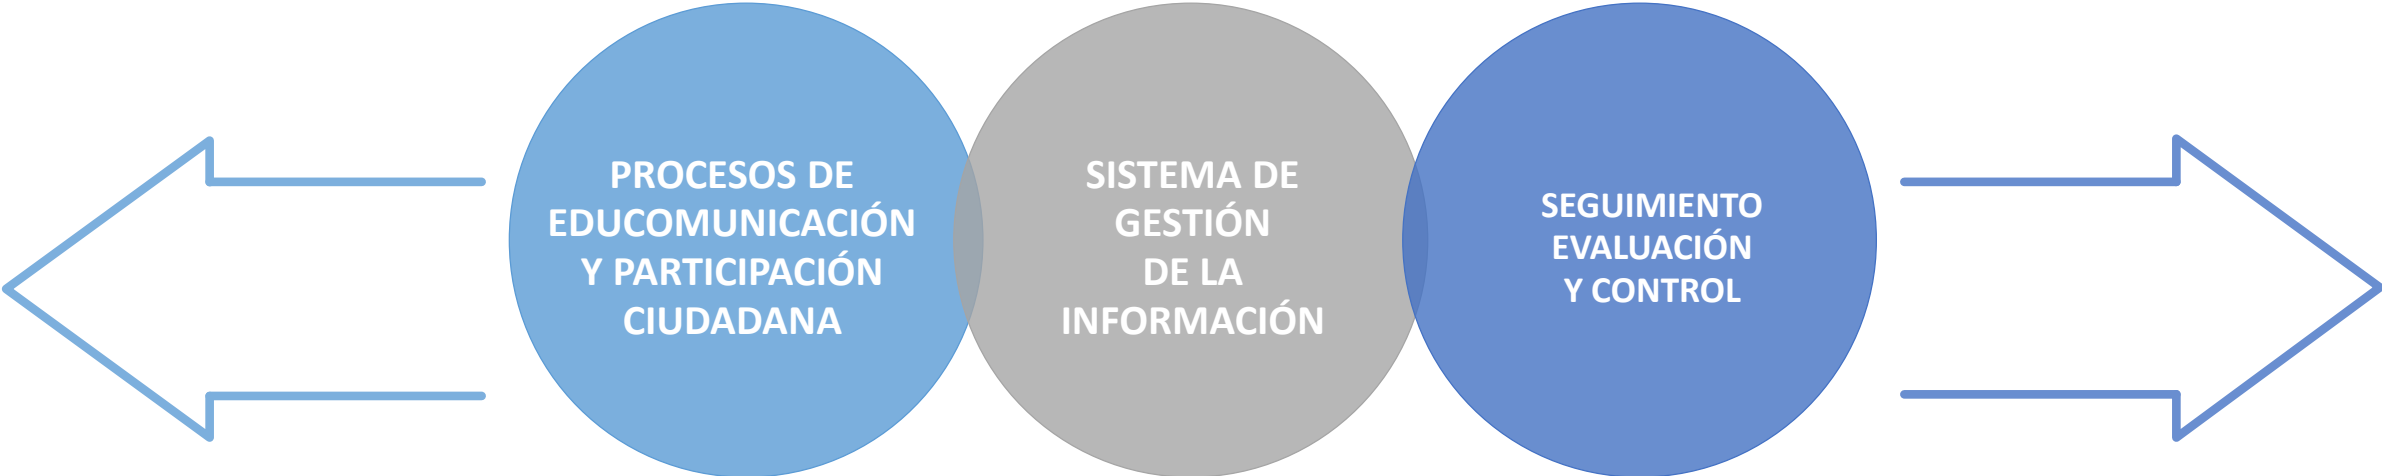 PROCESOS DE
EDUCOMUNICACIÓN
Y PARTICIPACIÓN
CIUDADANA
SISTEMA DE
GESTIÓN
DE LA
INFORMACIÓN
SEGUIMIENTO
EVALUACIÓN
Y CONTROL